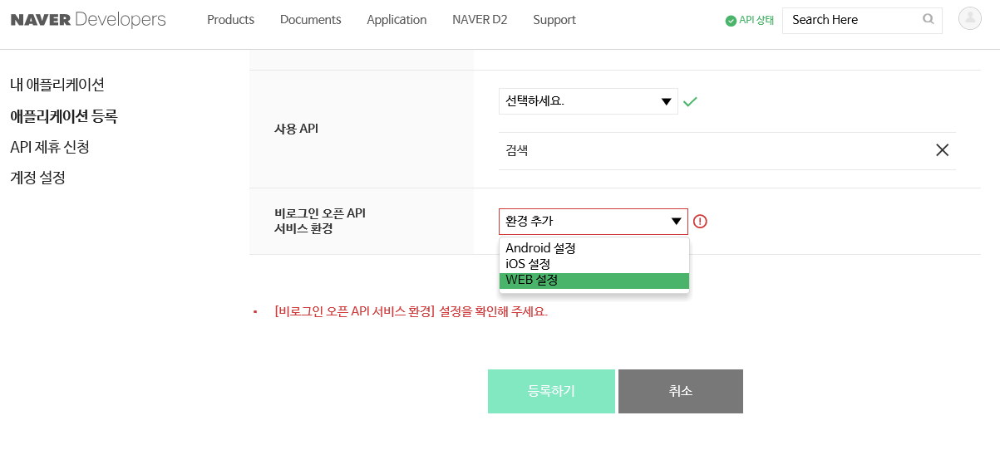 NAVER Developers
Products
Documents
Application
NAVER D2
Support
API 상태
Search Here
내 애플리케이션
애플리케이션 등록
API 제휴 신청
계정 설정
사용 API
선택하세요.
검색
비로그인 오픈 API
서비스 환경
환경 추가
Android 설정
iOS 설정
WEB 설정
[비로그인 오픈 API 서비스 환경] 설정을 확인해 주세요.
등록하기
취소